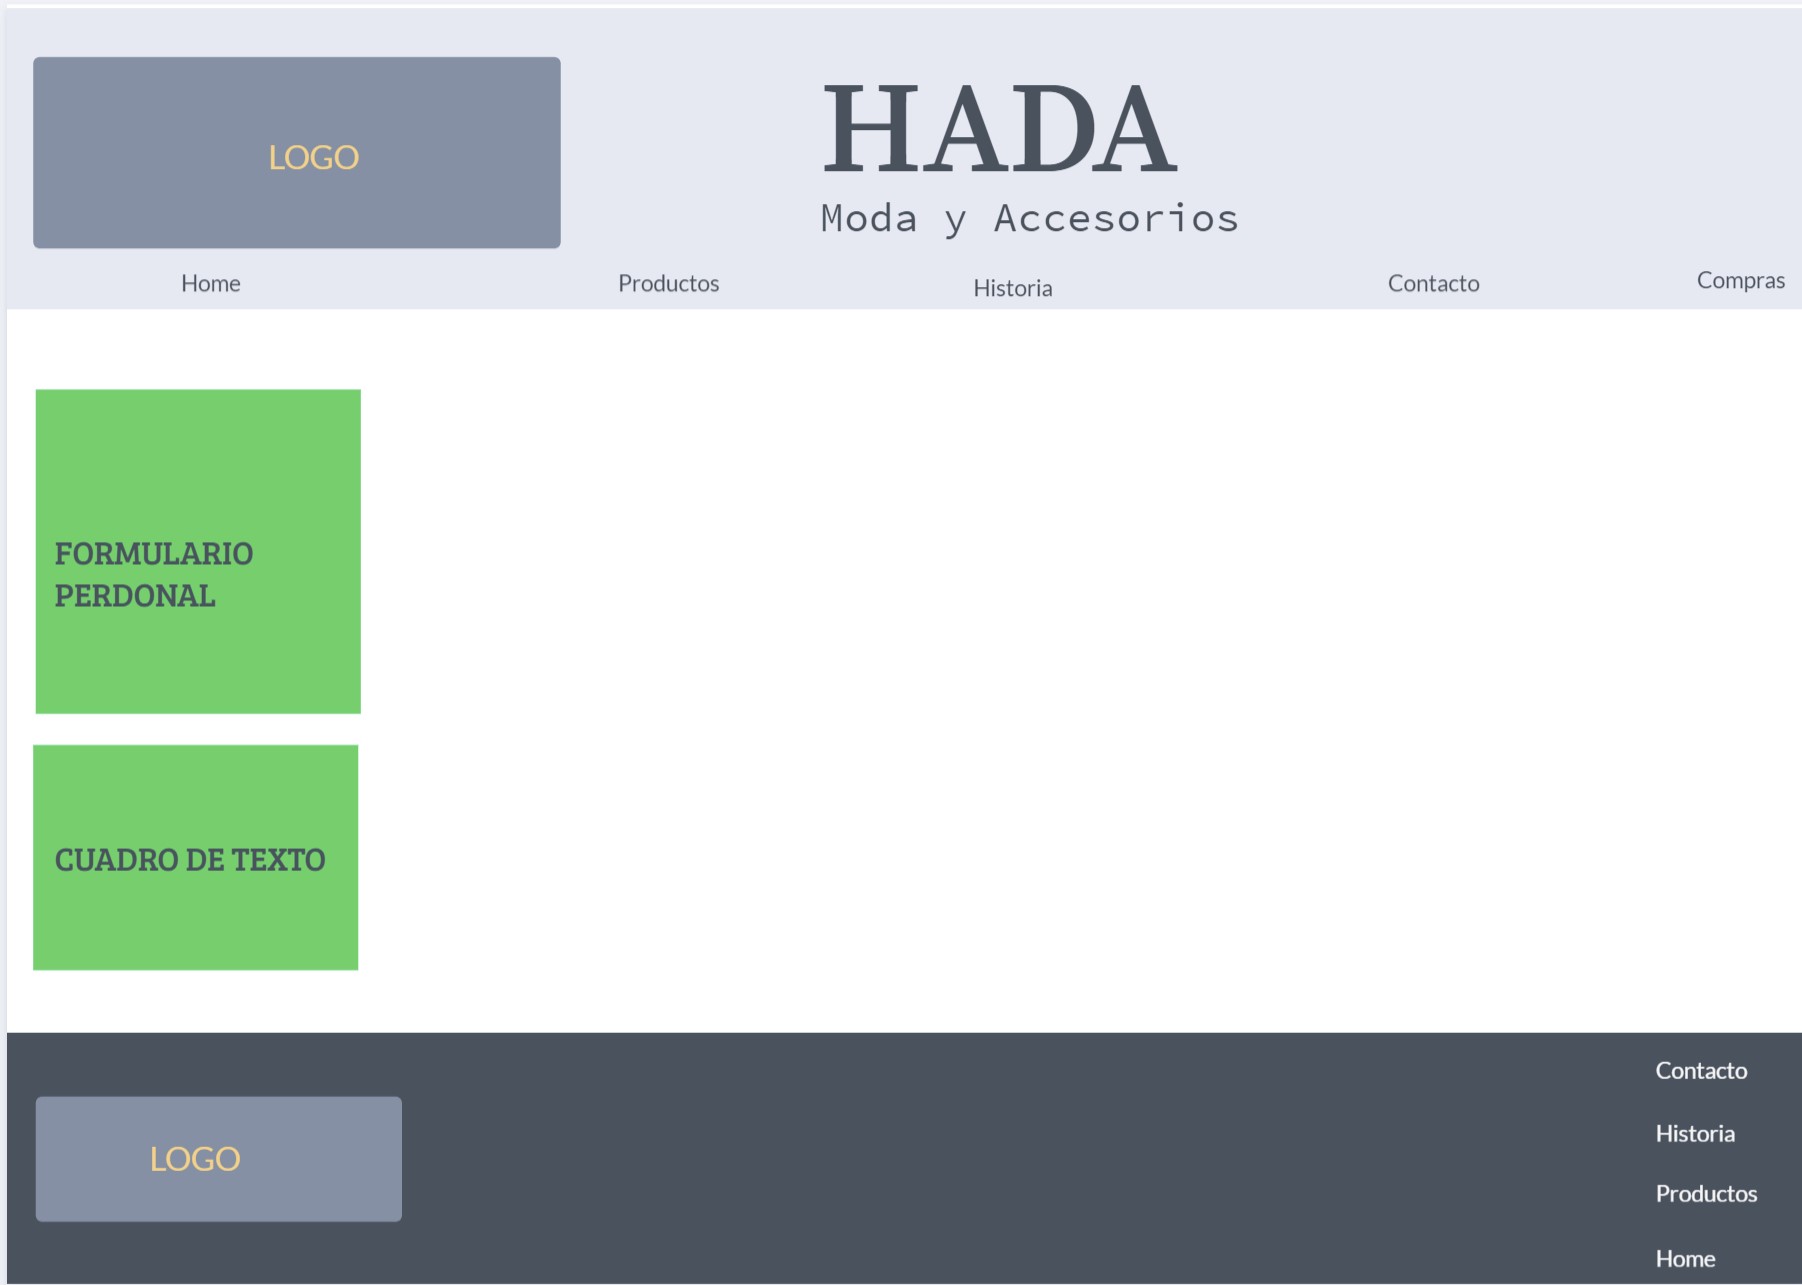 LOGO
HADA
Moda y Accesorios
Home
Productos
Historia
Contacto
Compras
FORMULARIO
PERDONAL
CUADRO DE TEXTO
LOGO
Contacto
Historia
Productos
Home